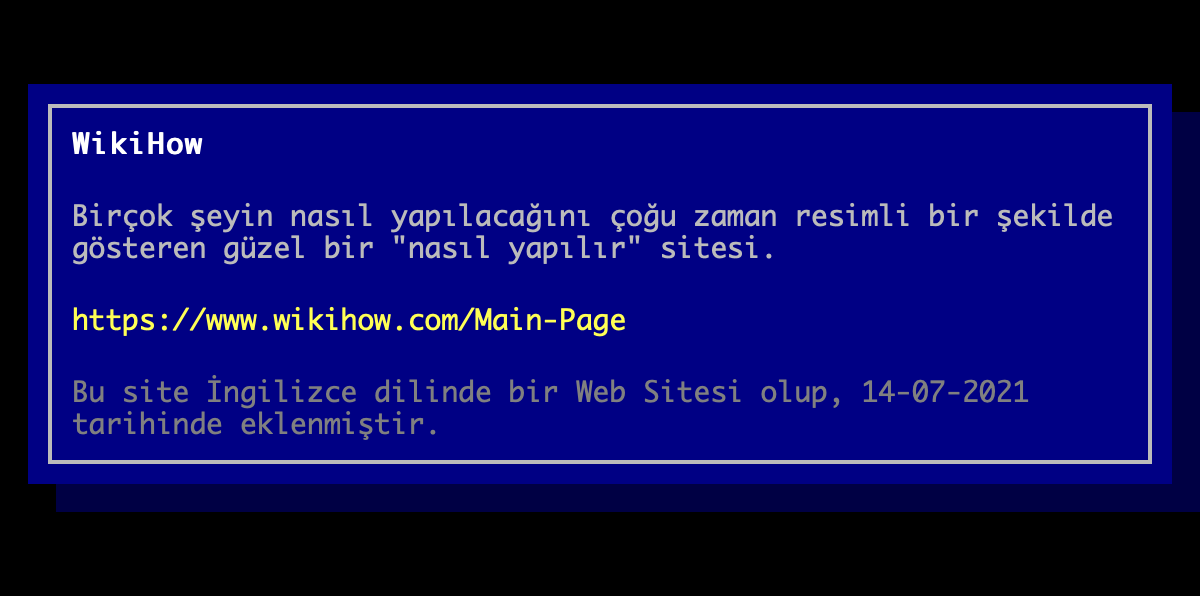 WikiHow
Birçok şeyin nasıl yapılacağını çoğu zaman resimli bir şekilde
gösteren güzel bir "nasıl yapılır" sitesi.
https://www.wikihow.com/Main-Page
Bu site İngilizce dilinde bir Web Sitesi olup, 14-07-2021
tarihinde eklenmiştir.